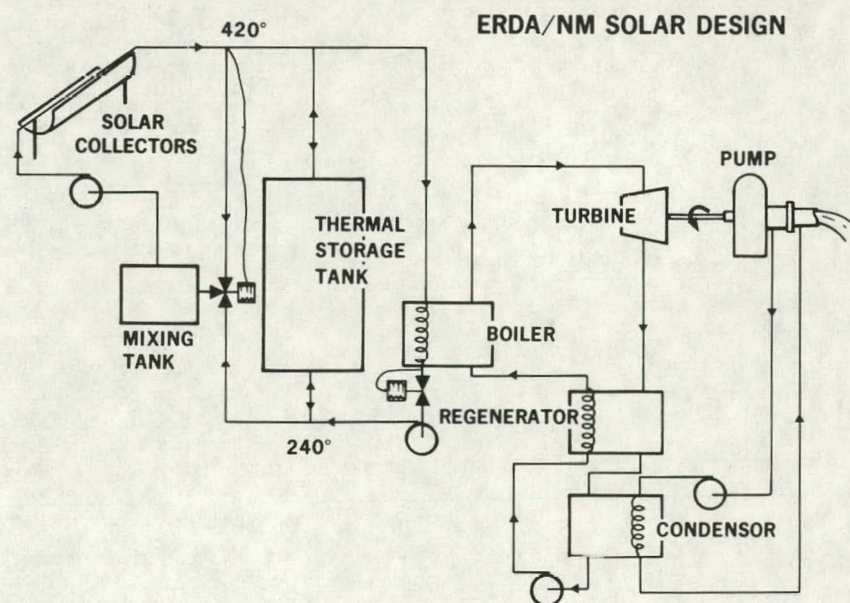 ERDA/NM SOLAR DESIGN
420°
SOLAR
COLLECTORS
PUMP
TURBINE
THERMAL
STORAGE
TANK
MIXING
TANK
BOILER
REGENERATOR
240°
CONDENSOR